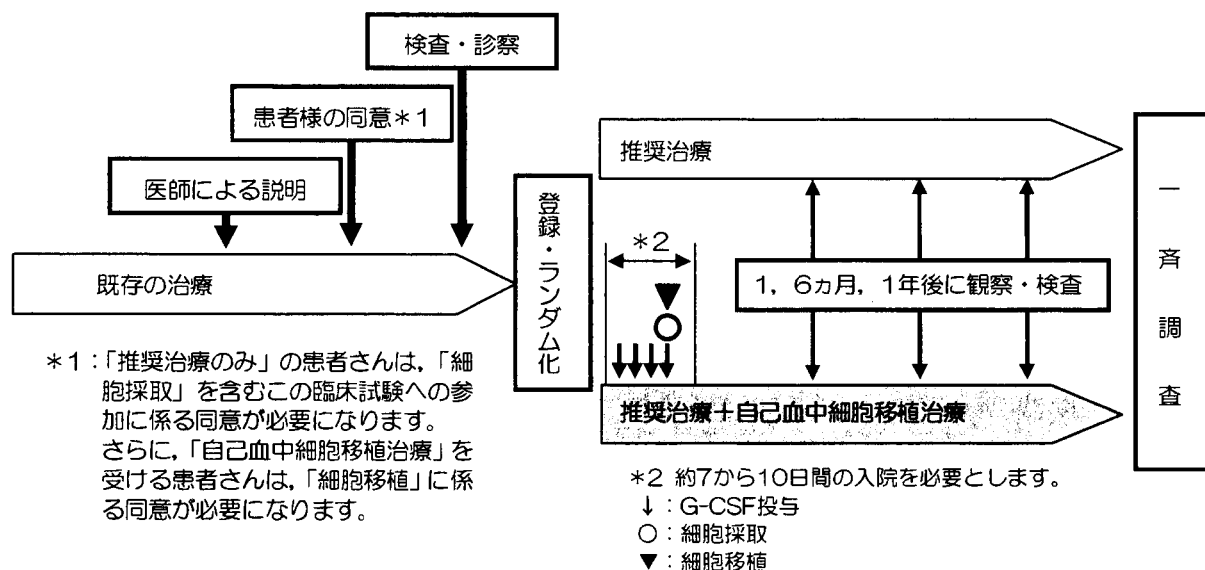 検査・診察
患者様の同意＊1
医師による説明
既存の治療
登録・ランダム化
推奨治療
＊2
1，6ヵ月，1年後に観察・検査
推奨治療＋自己血中細胞移植治療
一斉調査
＊1：「推奨治療のみ」の患者さんは，「細
胞採取」を含むこの臨床試験への参
加に係る同意が必要になります。
さらに，「自己血中細胞移植治療」を
受ける患者さんは，「細胞移植」に係
る同意が必要になります。
＊2 約7から10日間の入院を必要とします。
↓：G-CSF投与
○：細胞採取
▼：細胞移植